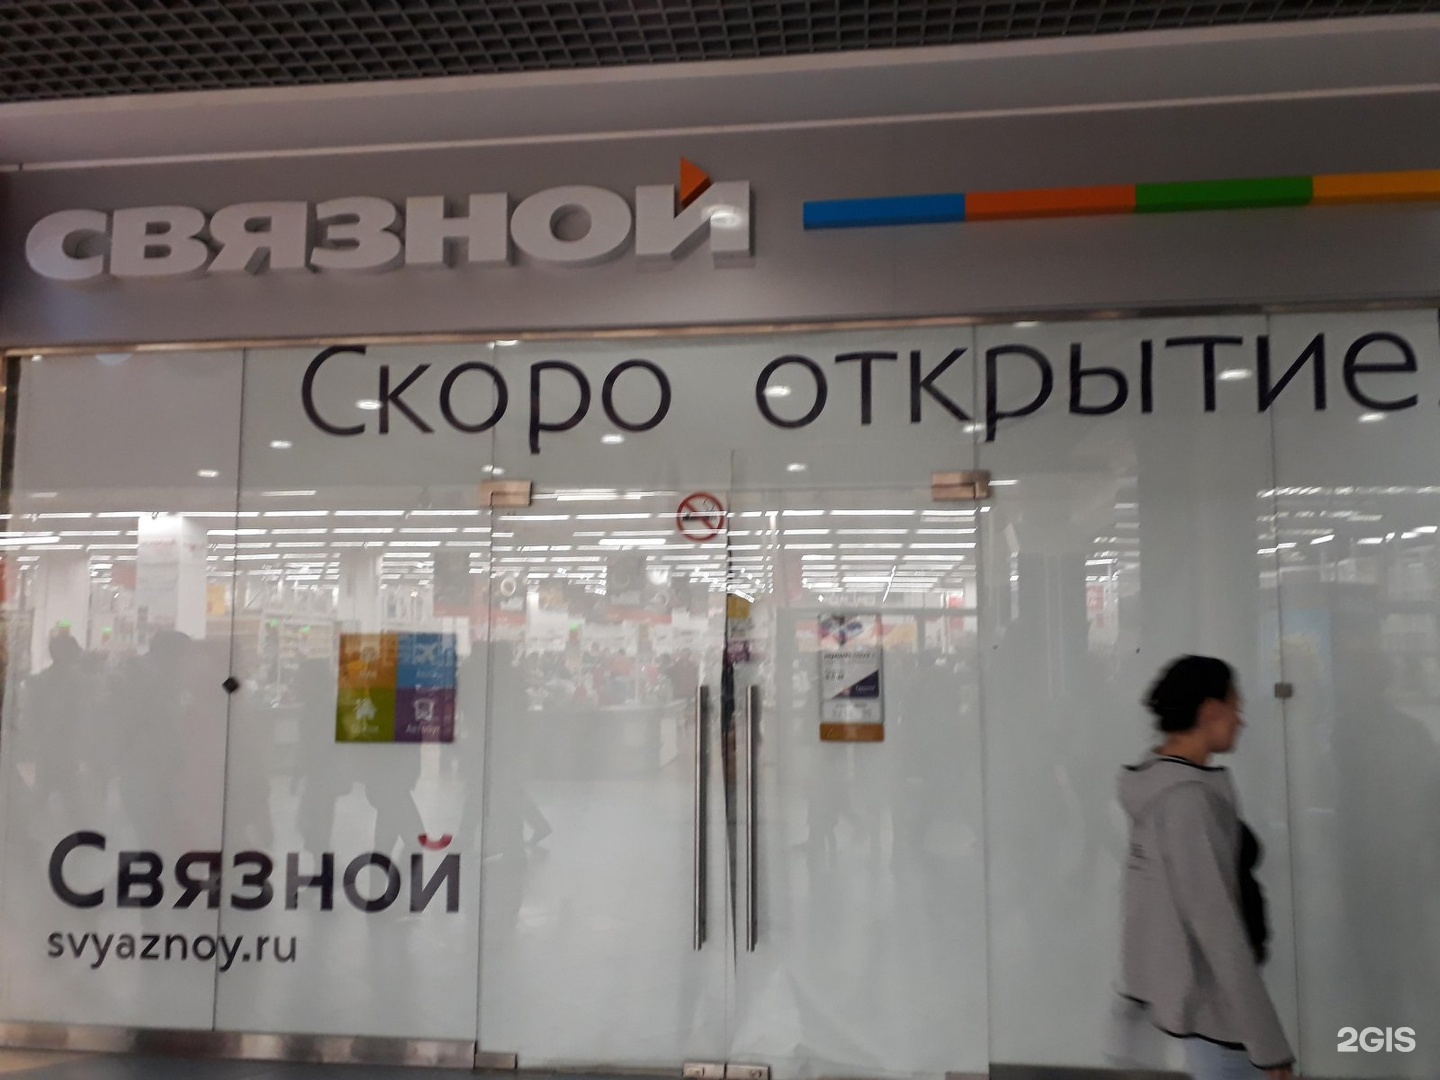 связной
Скоро открытие
Связной
svyaznoy.ru
2GIS